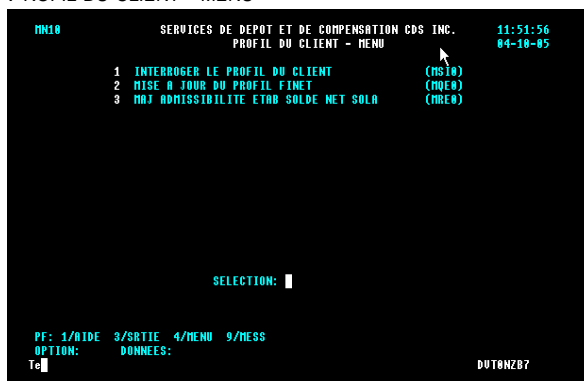 PROFIL DU CLIENT - MENU
MN10 SERVICES DE DEPOT ET DE COMPENSATION CDS INC. 11:51:56
PROFIL DU CLIENT - MENU 04-10-05
1 INTERROGER LE PROFIL DU CLIENT (MSI0)
2 MISE A JOUR DU PROFIL FINET (MQE0)
3 MAJ ADMISSIBILITE ETAB SOLDE NET SOLA (MRE0)
SELECTION:
PF: 1/AIDE 3/SRTIE 4/MENU 9/MESS
OPTION: DONNEES:
Te DVT0NZB7